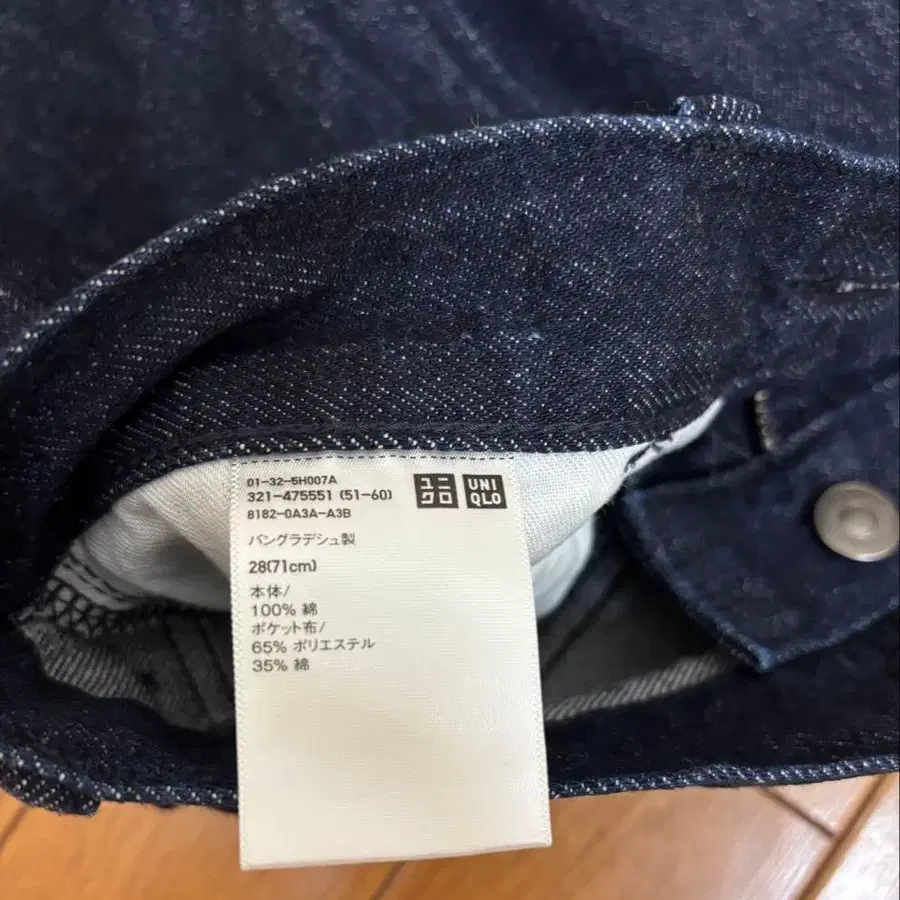 01-32-5H007A
321-475551 (51-60)
8182-0A3A-A3B
ユニ
クロ
UNI
QLO
バングラデシュ製
28(71cm)
本体/
100% 綿
ポケット布/
65% ポリエステル
35% 綿